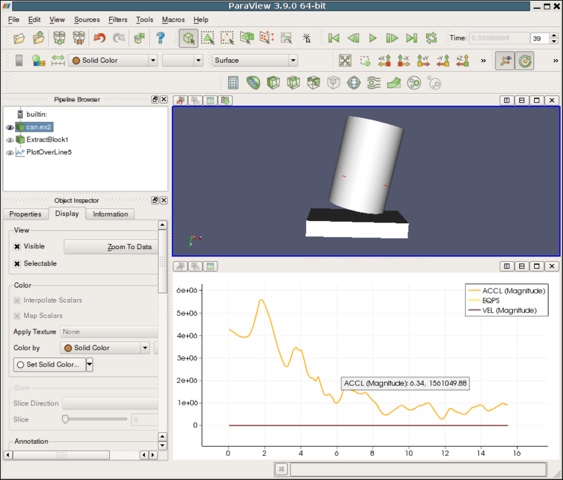 ParaView 3.9.0 64-bit
File Edit View Sources Filters Tools Macros Help
Time: 0.00389998 39
Solid Color Surface
+X -X +Y -Y +Z -Z
Pipeline Browser
builtin:
can.ex2
ExtractBlock1
PlotOverLine5
Object Inspector
Properties Display Information
View
Visible Zoom To Data
Selectable
Color
Interpolate Scalars
Map Scalars
Apply Texture None
Color by Solid Color
Set Solid Color...
Slice
Slice Direction
Slice 0
Annotation
ACCL (Magnitude)
EQPS
VEL (Magnitude)
6e+06
5e+06
4e+06
3e+06
2e+06
1e+06
0
ACCL (Magnitude): 6.34, 1561049.88
0 2 4 6 8 10 12 14 16